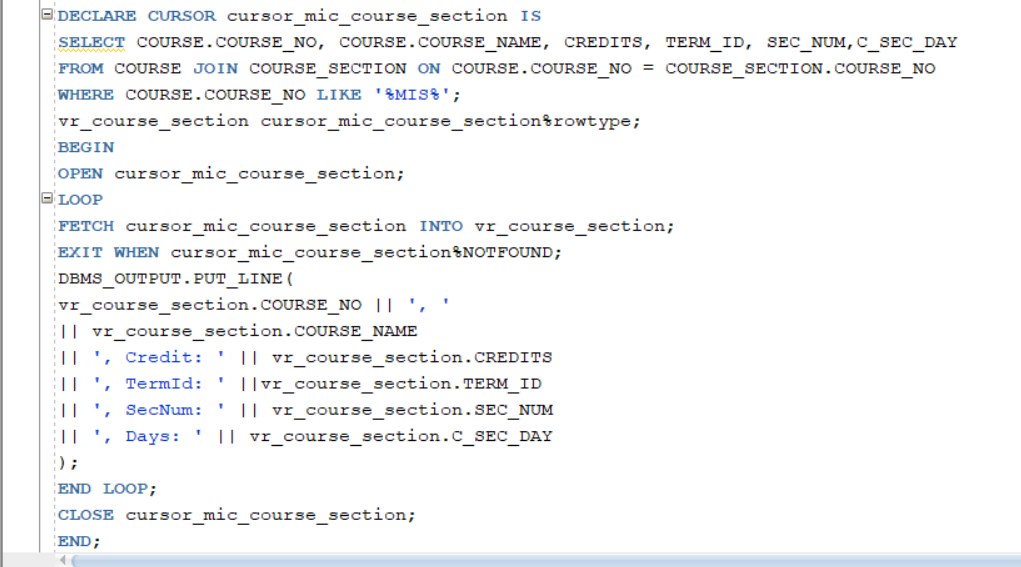 DECLARE CURSOR cursor_mic_course_section IS
SELECT COURSE.COURSE_NO, COURSE.COURSE_NAME, CREDITS, TERM_ID, SEC_NUM,C_SEC_DAY
FROM COURSE JOIN COURSE_SECTION ON COURSE.COURSE_NO = COURSE_SECTION.COURSE_NO
WHERE COURSE.COURSE_NO LIKE '%MIS%';
vr_course_section cursor_mic_course_section%rowtype;
BEGIN
OPEN cursor_mic_course_section;
LOOP
FETCH cursor_mic_course_section INTO vr_course_section;
EXIT WHEN cursor_mic_course_section%NOTFOUND;
DBMS_OUTPUT.PUT_LINE(
vr_course_section.COURSE_NO || ', '
|| vr_course_section.COURSE_NAME
|| ', Credit: ' || vr_course_section.CREDITS
|| ', TermId: ' ||vr_course_section.TERM_ID
|| ', SecNum: ' || vr_course_section.SEC_NUM
|| ', Days: ' || vr_course_section.C_SEC_DAY
);
END LOOP;
CLOSE cursor_mic_course_section;
END;